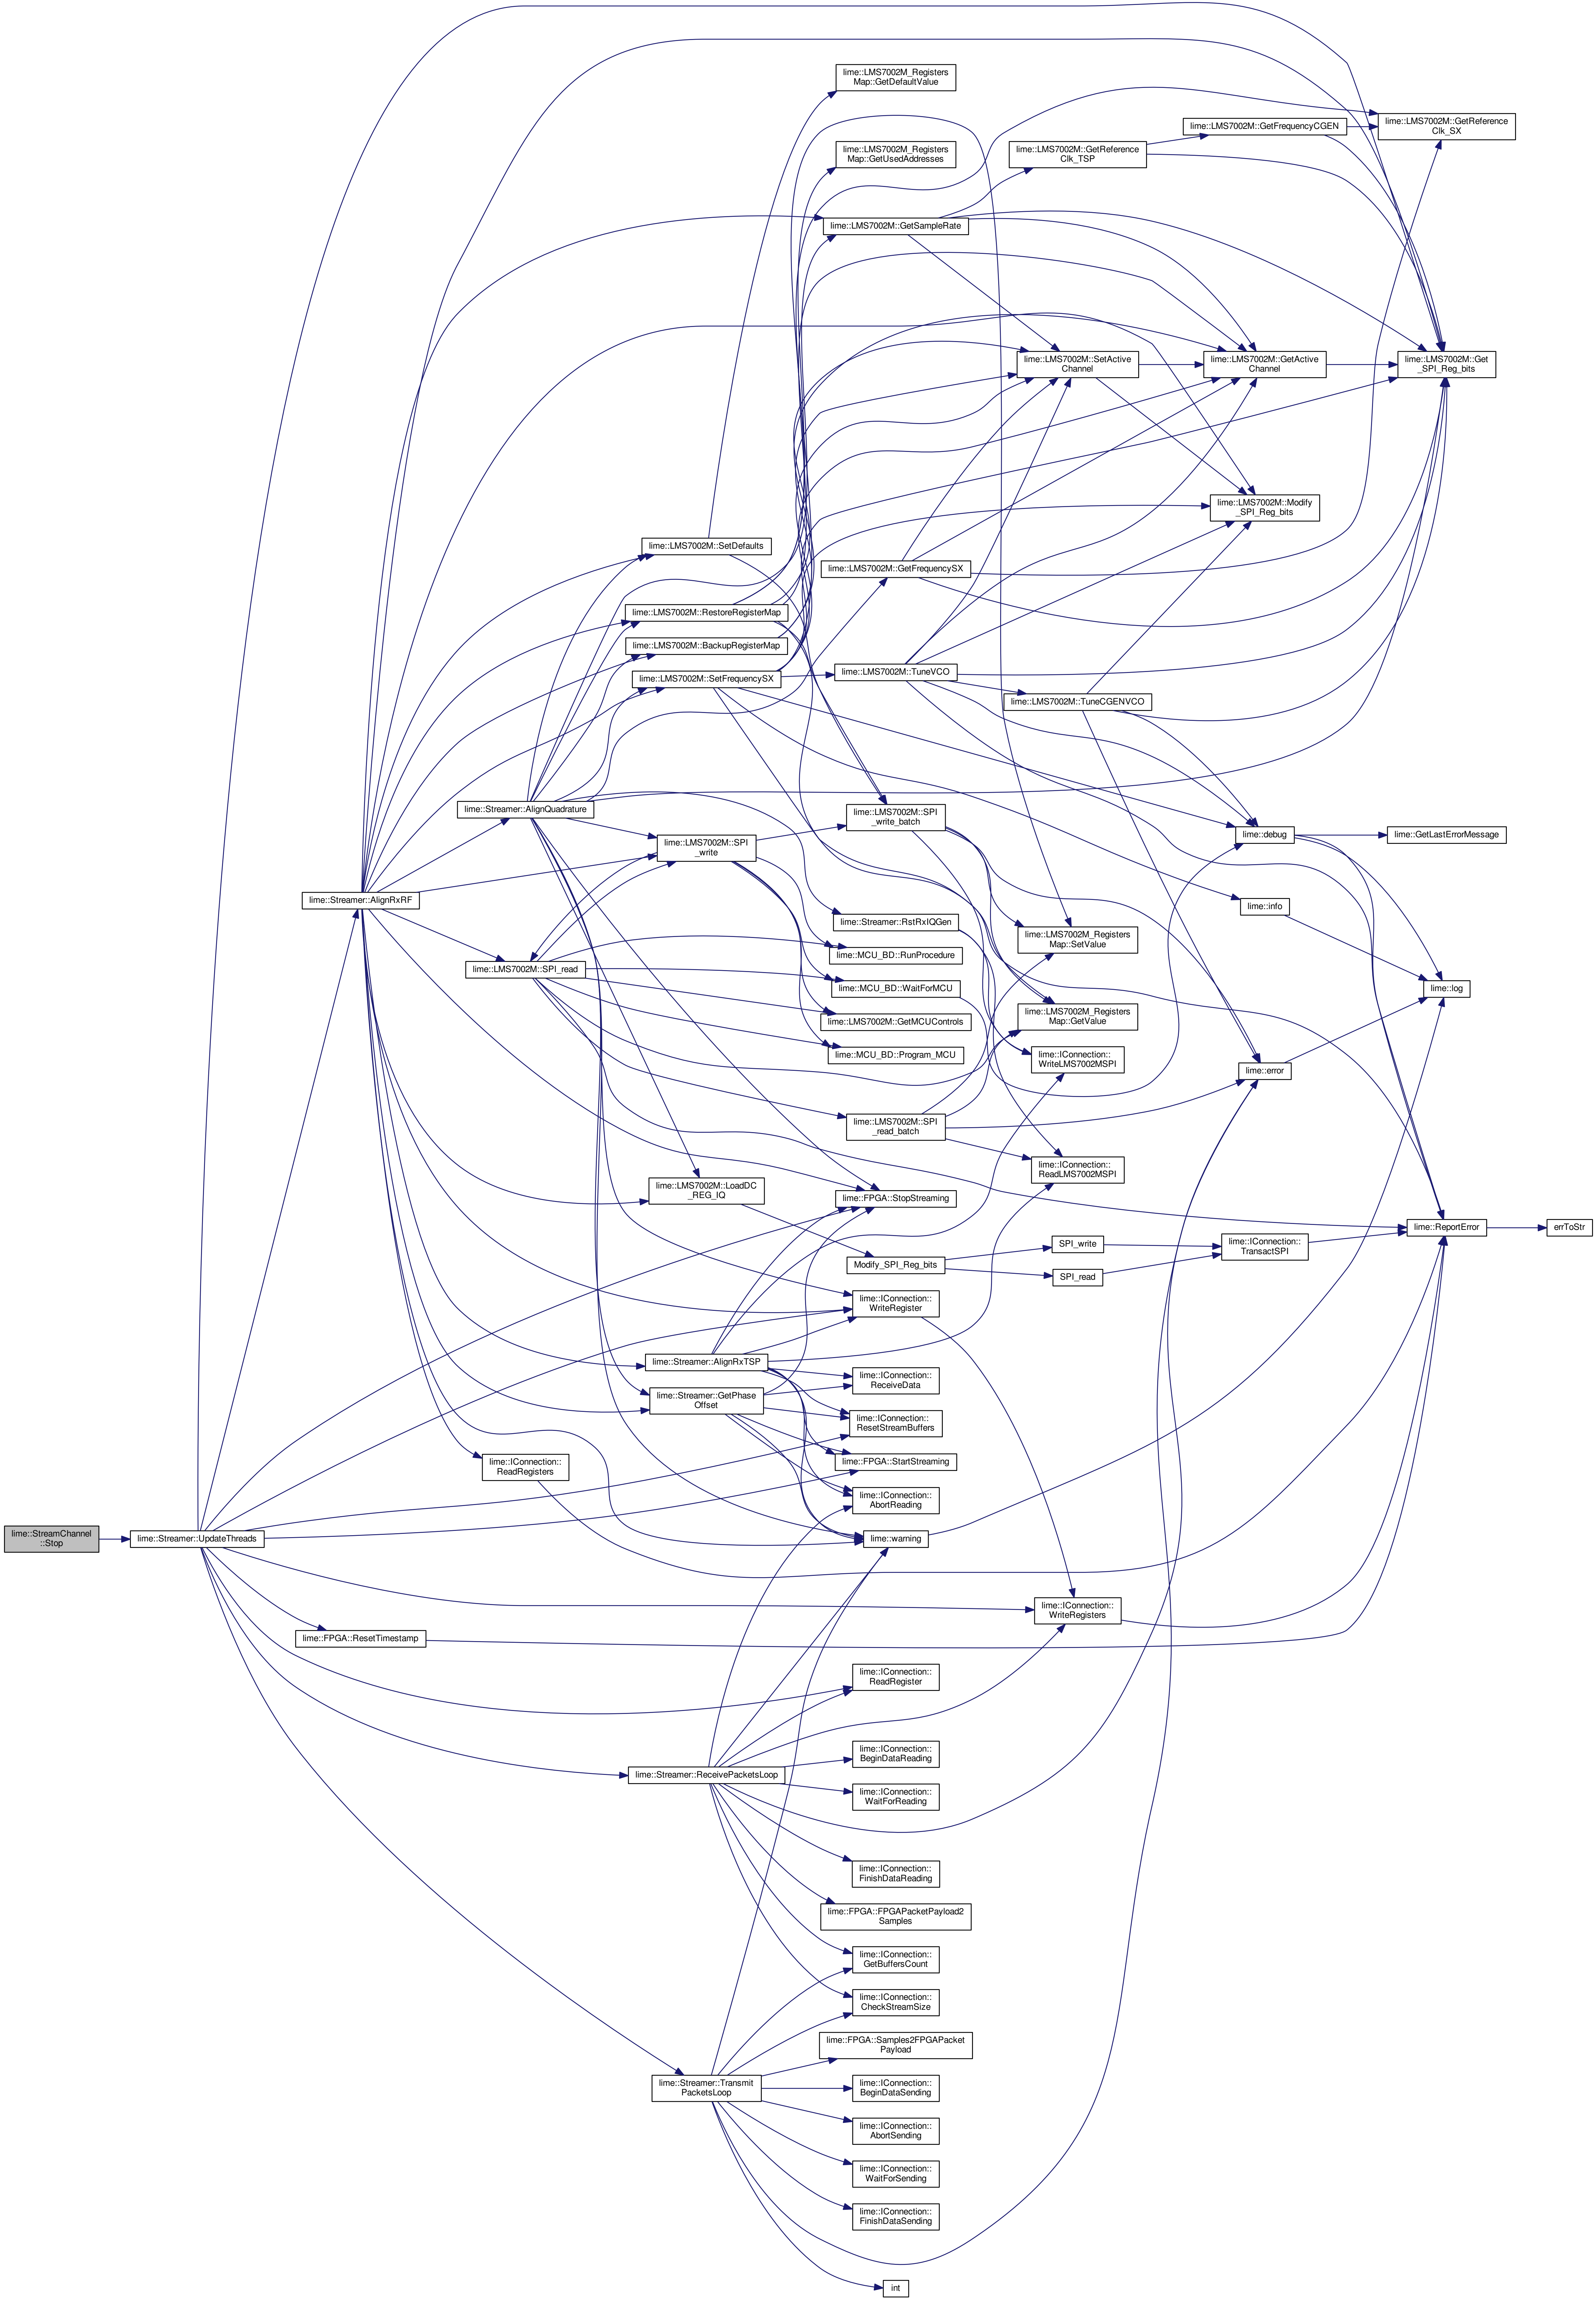 lime::LMS7002M_Registers
Map::GetDefaultValue
lime::LMS7002M::GetReference
Clk_SX
lime::LMS7002M::GetFrequencyCGEN
lime::LMS7002M_Registers
Map::GetUsedAddresses
lime::LMS7002M::GetReference
Clk_TSP
lime::LMS7002M::GetSampleRate
lime::LMS7002M::SetActive
Channel
lime::LMS7002M::GetActive
Channel
lime::LMS7002M::Get
_SPI_Reg_bits
lime::LMS7002M::Modify
_SPI_Reg_bits
lime::LMS7002M::SetDefaults
lime::LMS7002M::GetFrequencySX
lime::LMS7002M::RestoreRegisterMap
lime::LMS7002M::BackupRegisterMap
lime::LMS7002M::SetFrequencySX
lime::LMS7002M::TuneVCO
lime::LMS7002M::TuneCGENVCO
lime::Streamer::AlignQuadrature
lime::LMS7002M::SPI
_write_batch
lime::debug
lime::GetLastErrorMessage
lime::LMS7002M::SPI
_write
lime::Streamer::AlignRxRF
lime::info
lime::Streamer::RstRxIQGen
lime::LMS7002M_Registers
Map::SetValue
lime::MCU_BD::RunProcedure
lime::LMS7002M::SPI_read
lime::MCU_BD::WaitForMCU
lime::log
lime::LMS7002M_Registers
Map::GetValue
lime::LMS7002M::GetMCUControls
lime::MCU_BD::Program_MCU
lime::IConnection::
WriteLMS7002MSPI
lime::error
lime::LMS7002M::SPI
_read_batch
lime::IConnection::
ReadLMS7002MSPI
lime::LMS7002M::LoadDC
_REG_IQ
lime::FPGA::StopStreaming
lime::ReportError
errToStr
SPI_write
lime::IConnection::
TransactSPI
Modify_SPI_Reg_bits
SPI_read
lime::IConnection::
WriteRegister
lime::Streamer::AlignRxTSP
lime::IConnection::
ReceiveData
lime::Streamer::GetPhase
Offset
lime::IConnection::
ResetStreamBuffers
lime::FPGA::StartStreaming
lime::IConnection::
ReadRegisters
lime::IConnection::
AbortReading
lime::StreamChannel
::Stop
lime::Streamer::UpdateThreads
lime::warning
lime::IConnection::
WriteRegisters
lime::FPGA::ResetTimestamp
lime::IConnection::
ReadRegister
lime::IConnection::
BeginDataReading
lime::Streamer::ReceivePacketsLoop
lime::IConnection::
WaitForReading
lime::IConnection::
FinishDataReading
lime::FPGA::FPGAPacketPayload2
Samples
lime::IConnection::
GetBuffersCount
lime::IConnection::
CheckStreamSize
lime::FPGA::Samples2FPGAPacket
Payload
lime::Streamer::Transmit
PacketsLoop
lime::IConnection::
BeginDataSending
lime::IConnection::
AbortSending
lime::IConnection::
WaitForSending
lime::IConnection::
FinishDataSending
int